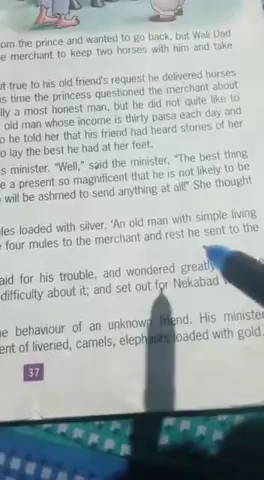 om the prince and wanted to go back, but Wali Dad
e merchant to keep two horses with him and take
ut true to his old friend's request he delivered horses
is time the princess questioned the merchant about
lly a most honest man, but he did not quite like to
old man whose income is thirty paisa each day and
o he told her that his friend had heard stories of her
o lay the best he had at her feet.
s minister. "Well," said the minister, "The best thing
e a present so magnificent that he is not likely to be
will be ashmed to send anything at all!" She thought
les loaded with silver. 'An old man with simple living
four mules to the merchant and rest he sent to the
aid for his trouble, and wondered greatly
difficulty about it; and set out for Nekabad
e behaviour of an unknown friend. His ministe
ent of liveried, camels, elephants loaded with gold.
37